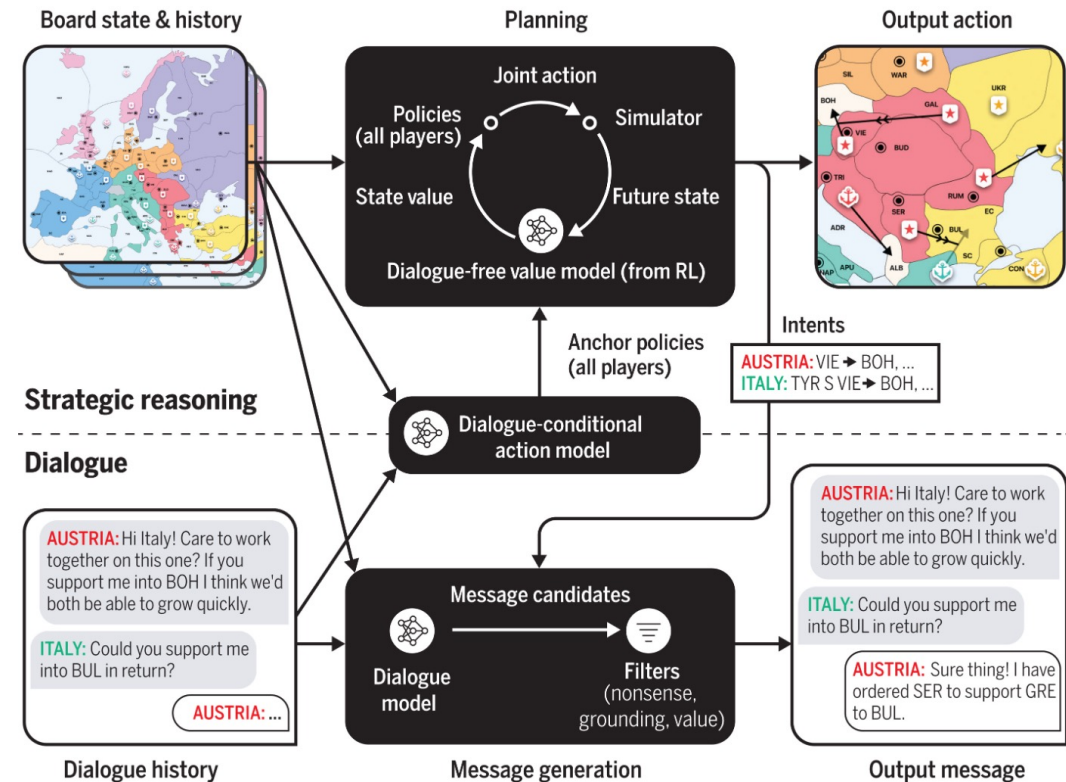 Board state & history
Planning
Output action
Joint action
Policies
(all players)
Simulator
State value
Future state
Dialogue-free value model (from RL)
SIL
WAR
UKR
BOH
GAL
VIE
BUD
TRI
RUM
SER
EC
ADR
BUL
SC
ALB
NAP
APU
CON
Anchor policies
(all players)
Intents
AUSTRIA: VIE → BOH, ...
ITALY: TYR S VIE → BOH, ...
Strategic reasoning
Dialogue-conditional
action model
Dialogue
AUSTRIA: Hi Italy! Care to work
together on this one? If you
support me into BOH I think we'd
both be able to grow quickly.
ITALY: Could you support me
into BUL in return?
AUSTRIA: ...
Dialogue history
Message candidates
Dialogue
model
Filters
(nonsense,
grounding, value)
Message generation
AUSTRIA: Hi Italy! Care to work
together on this one? If you
support me into BOH I think we'd
both be able to grow quickly.
ITALY: Could you support me
into BUL in return?
AUSTRIA: Sure thing! I have
ordered SER to support GRE
to BUL.
Output message